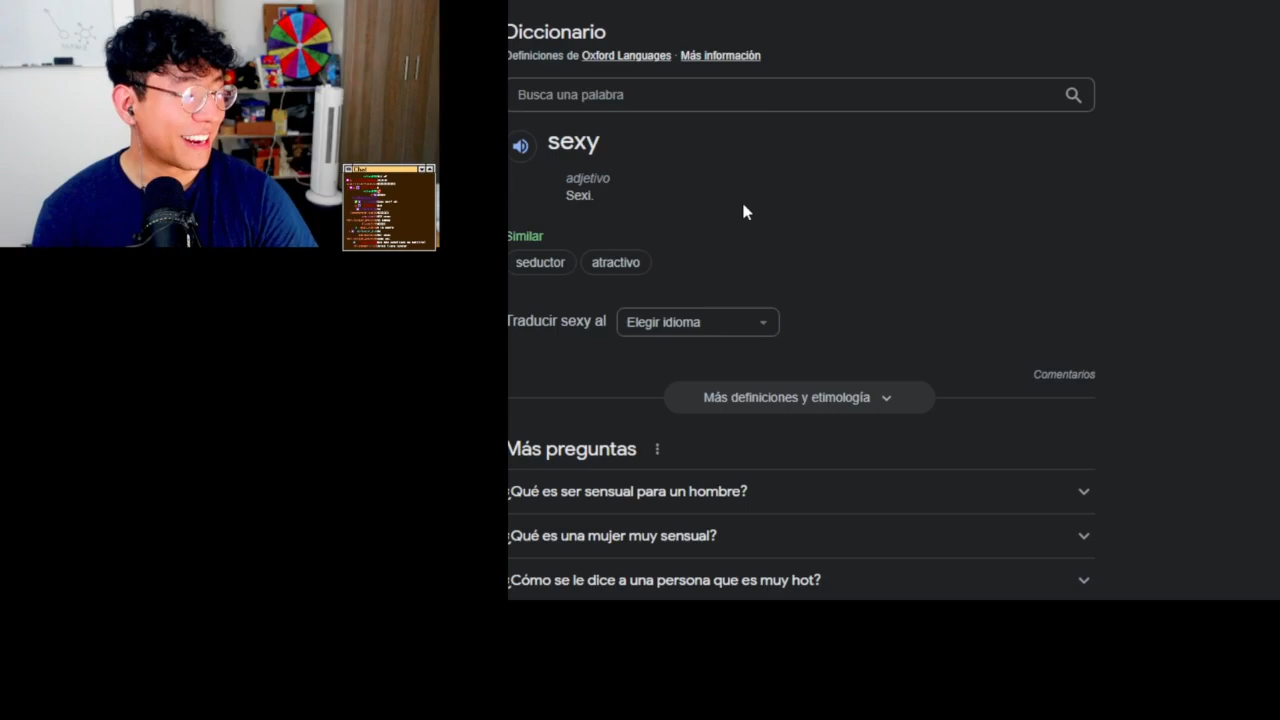 Diccionario
Definiciones de Oxford Languages · Más información
Busca una palabra
sexy
adjetivo
Sexi.
Similar
seductor
atractivo
Traducir sexy al
Elegir idioma
Comentarios
Más definiciones y etimología
Más preguntas
¿Qué es ser sensual para un hombre?
¿Qué es una mujer muy sensual?
¿Cómo se le dice a una persona que es muy hot?